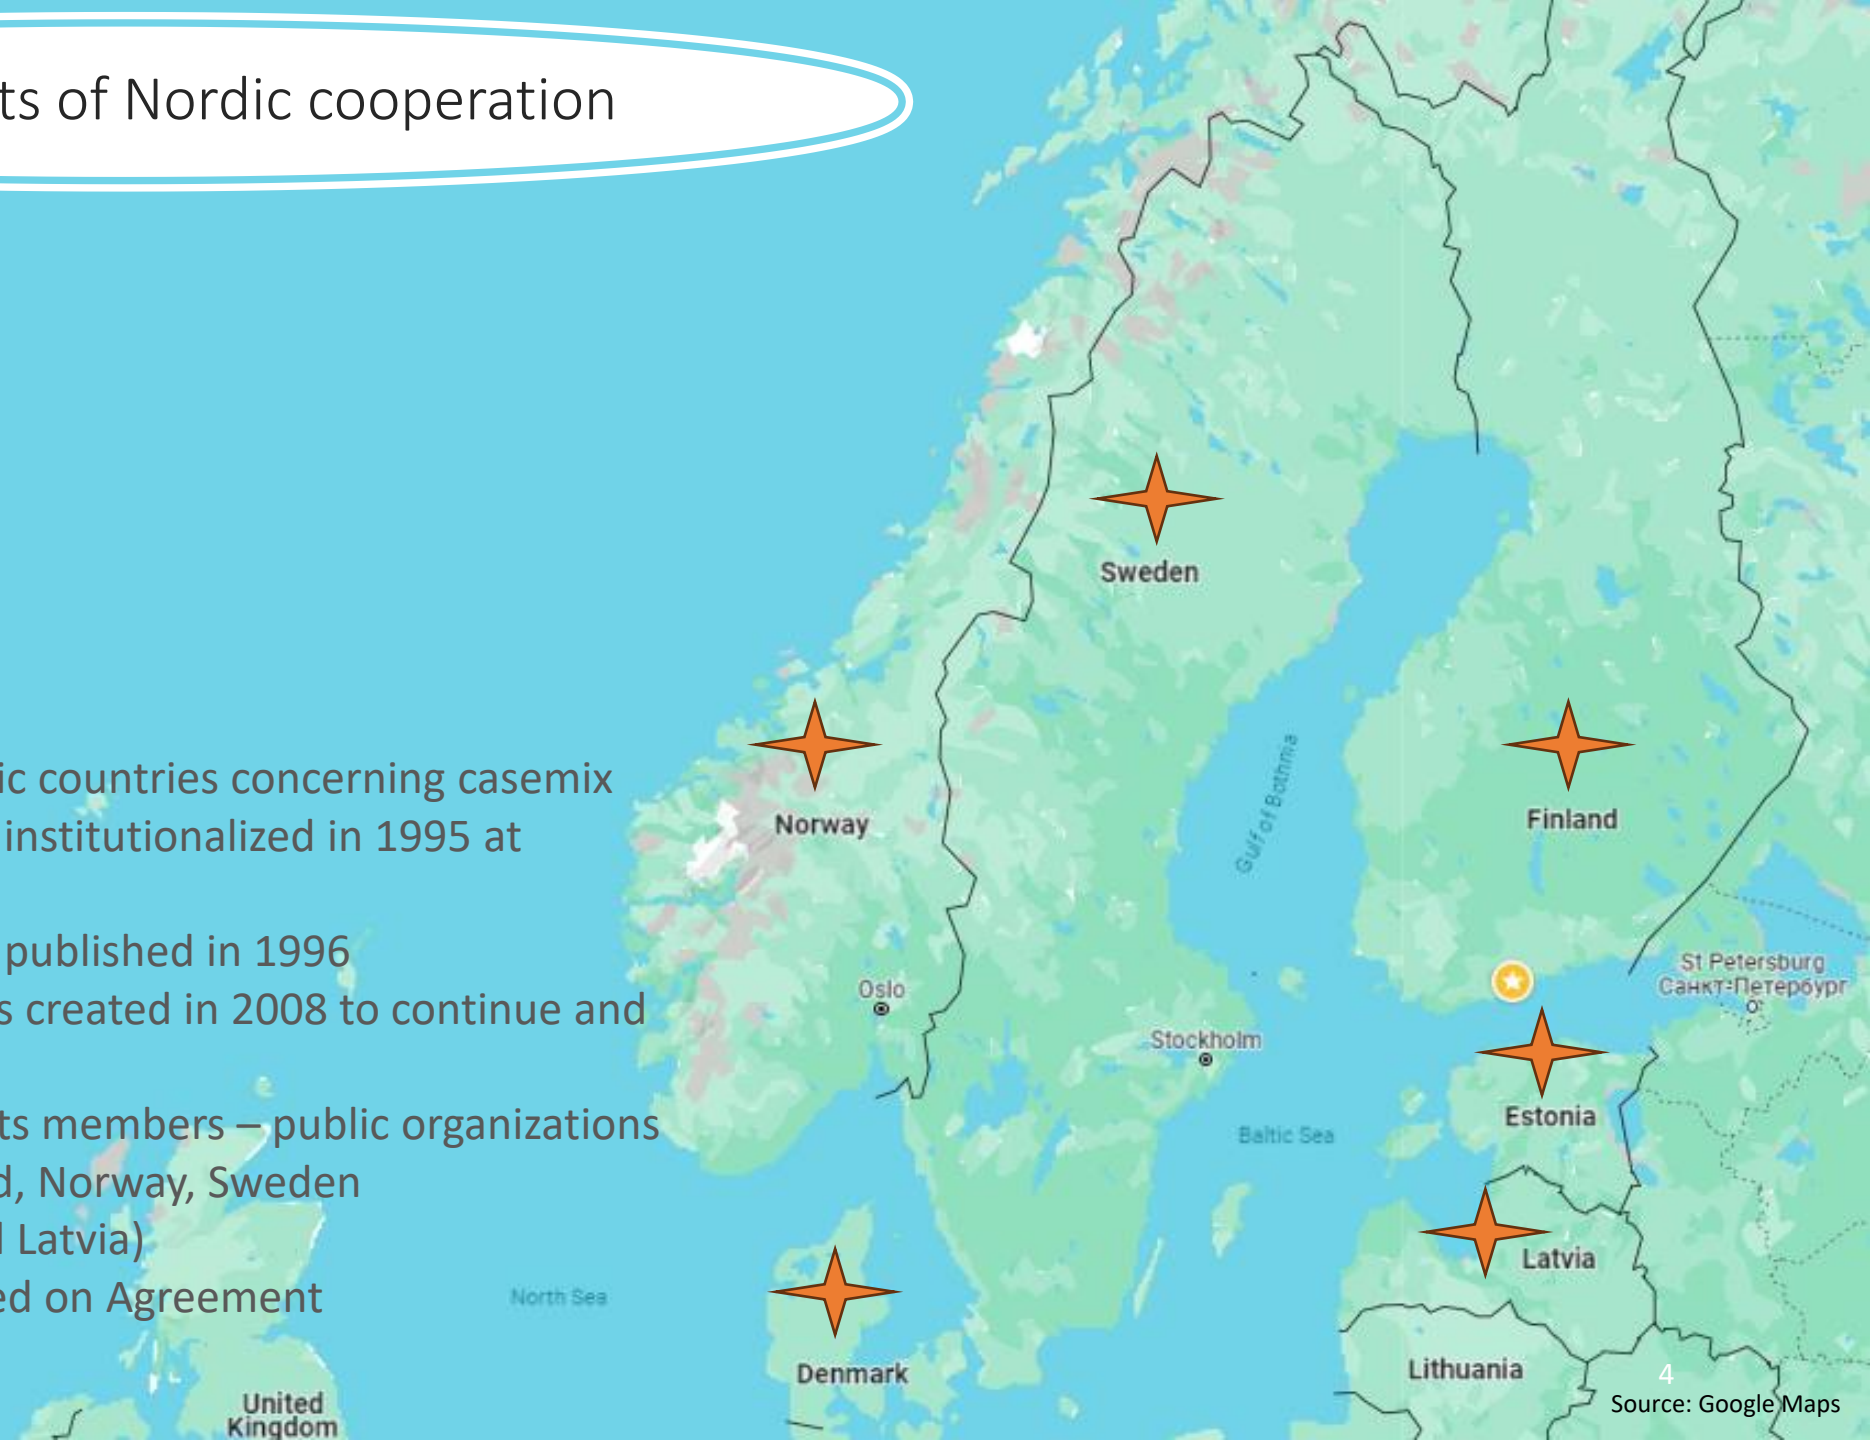 ts of Nordic cooperation
ic countries concerning casemix
institutionalized in 1995 at
published in 1996
s created in 2008 to continue and
ts members – public organizations
d, Norway, Sweden
d Latvia)
ed on Agreement
Sweden
Norway
Finland
Gulf of Bothnia
Oslo
St Petersburg
Санкт-Петербург
Stockholm
Estonia
Baltic Sea
Latvia
North Sea
Denmark
Lithuania
United
Kingdom
4
Source: Google Maps